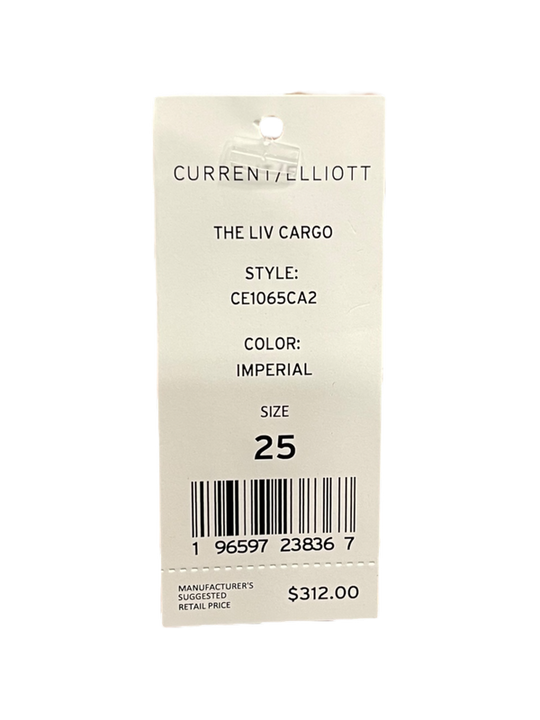 CURRENT/ELLIOTT
THE LIV CARGO
STYLE:
CE1065CA2
COLOR:
IMPERIAL
SIZE
25
1 96597 23836 7
MANUFACTURER'S
SUGGESTED
RETAIL PRICE
$312.00